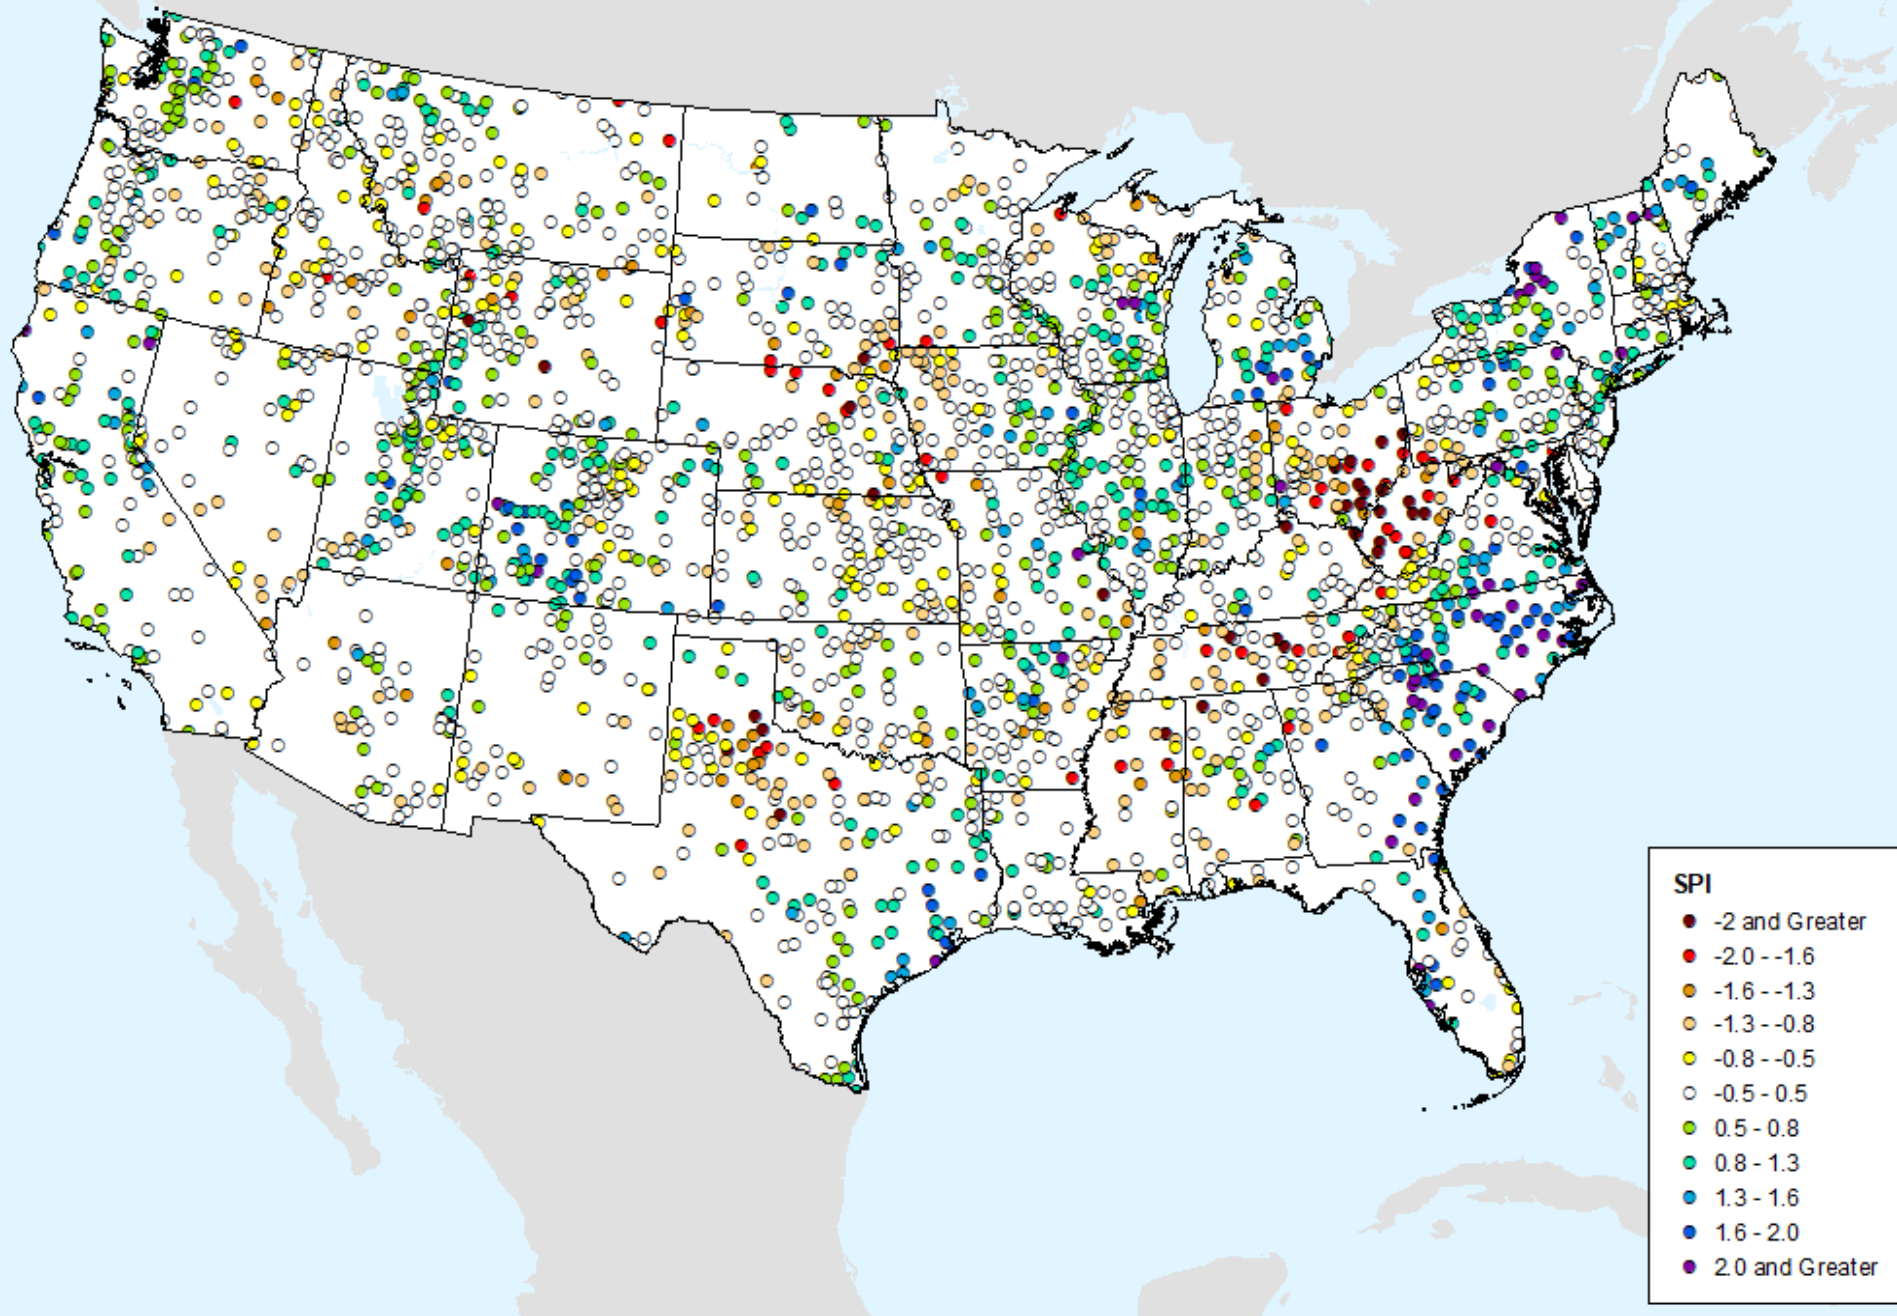 SPI
-2 and Greater
-2.0 - -1.6
-1.6 - -1.3
-1.3 - -0.8
-0.8 - -0.5
-0.5 - 0.5
0.5 - 0.8
0.8 - 1.3
1.3 - 1.6
1.6 - 2.0
2.0 and Greater